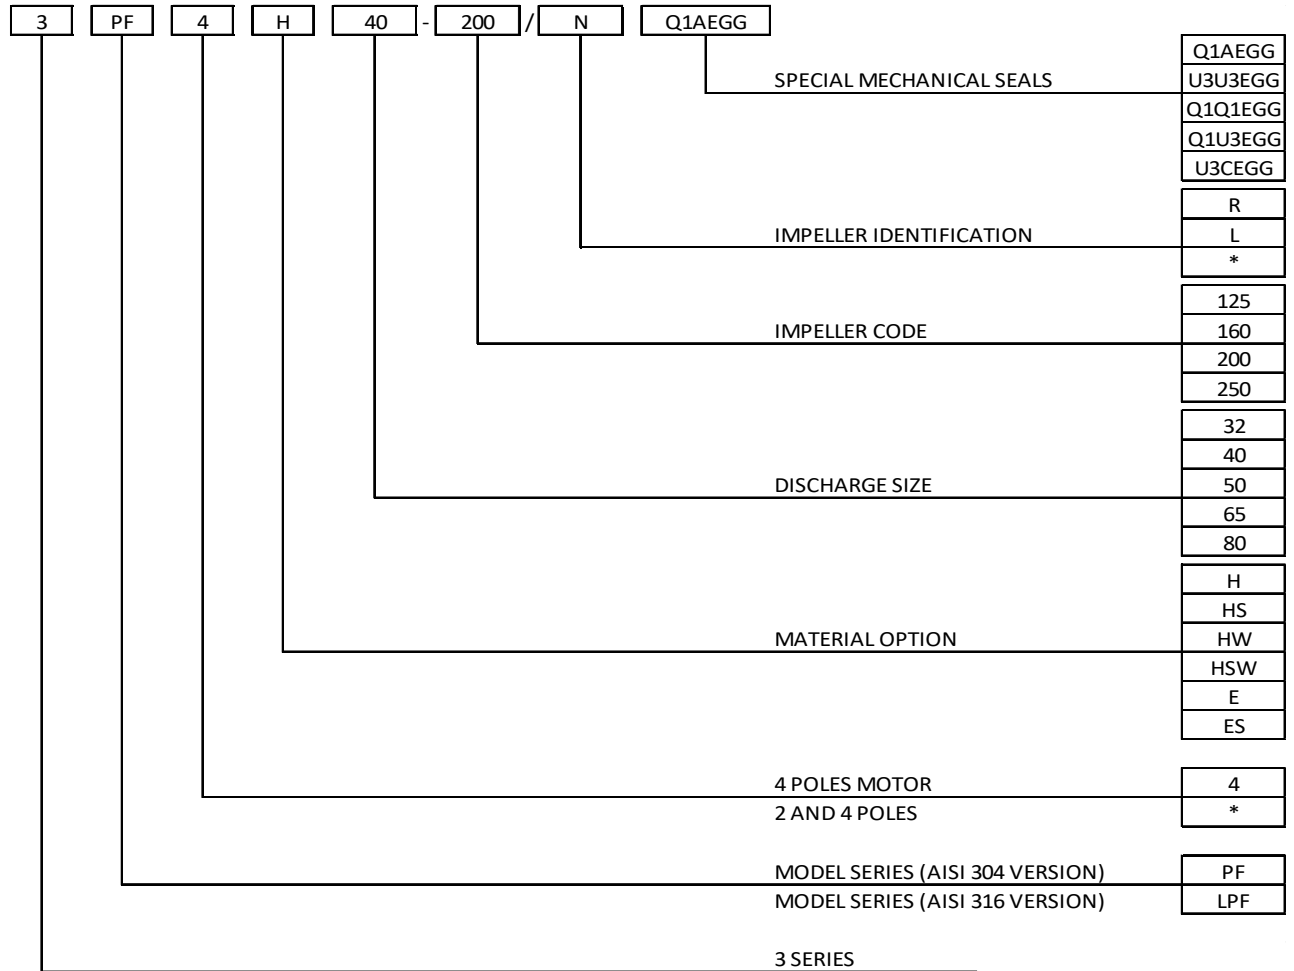 3 PF 4 H 40 - 200 / N Q1AEGG
Q1AEGG
SPECIAL MECHANICAL SEALS U3U3EGG
Q1Q1EGG
Q1U3EGG
U3CEGG
R
IMPELLER IDENTIFICATION L
*
125
IMPELLER CODE 160
200
250
32
40
DISCHARGE SIZE 50
65
80
H
HS
MATERIAL OPTION HW
HSW
E
ES
4 POLES MOTOR 4
2 AND 4 POLES *
MODEL SERIES (AISI 304 VERSION) PF
MODEL SERIES (AISI 316 VERSION) LPF
3 SERIES